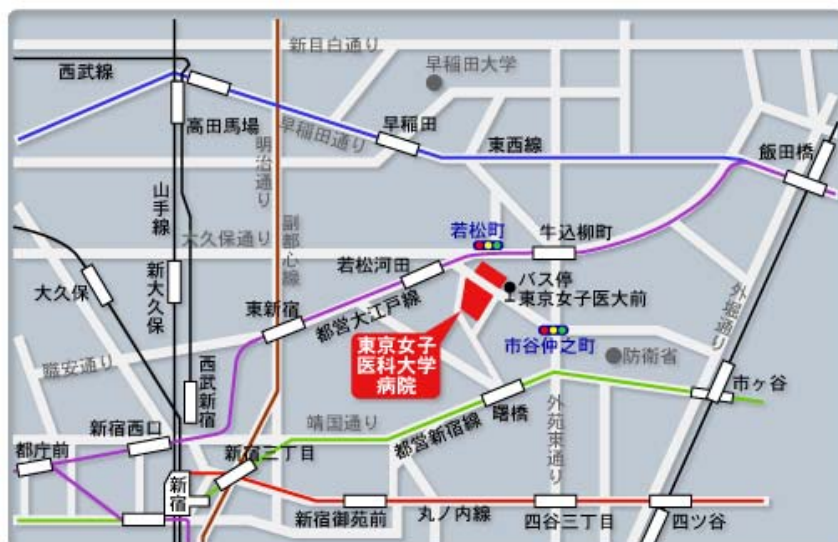 新目白通り
西武線
早稲田大学
高田馬場
早稲田通り
早稲田
東西線
飯田橋
明治通り
山手線
副都心線
大久保通り
若松町
牛込柳町
若松河田
バス停
東京女子医大前
大久保
新大久保
東新宿
都営大江戸線
外堀通り
東京女子
医科大学
病院
市谷仲之町
防衛省
職安通り
西武新宿
市ヶ谷
靖国通り
都営新宿線
曙橋
外苑東通り
新宿西口
都庁前
新宿三丁目
新宿
新宿御苑前
丸ノ内線
四谷三丁目
四ツ谷